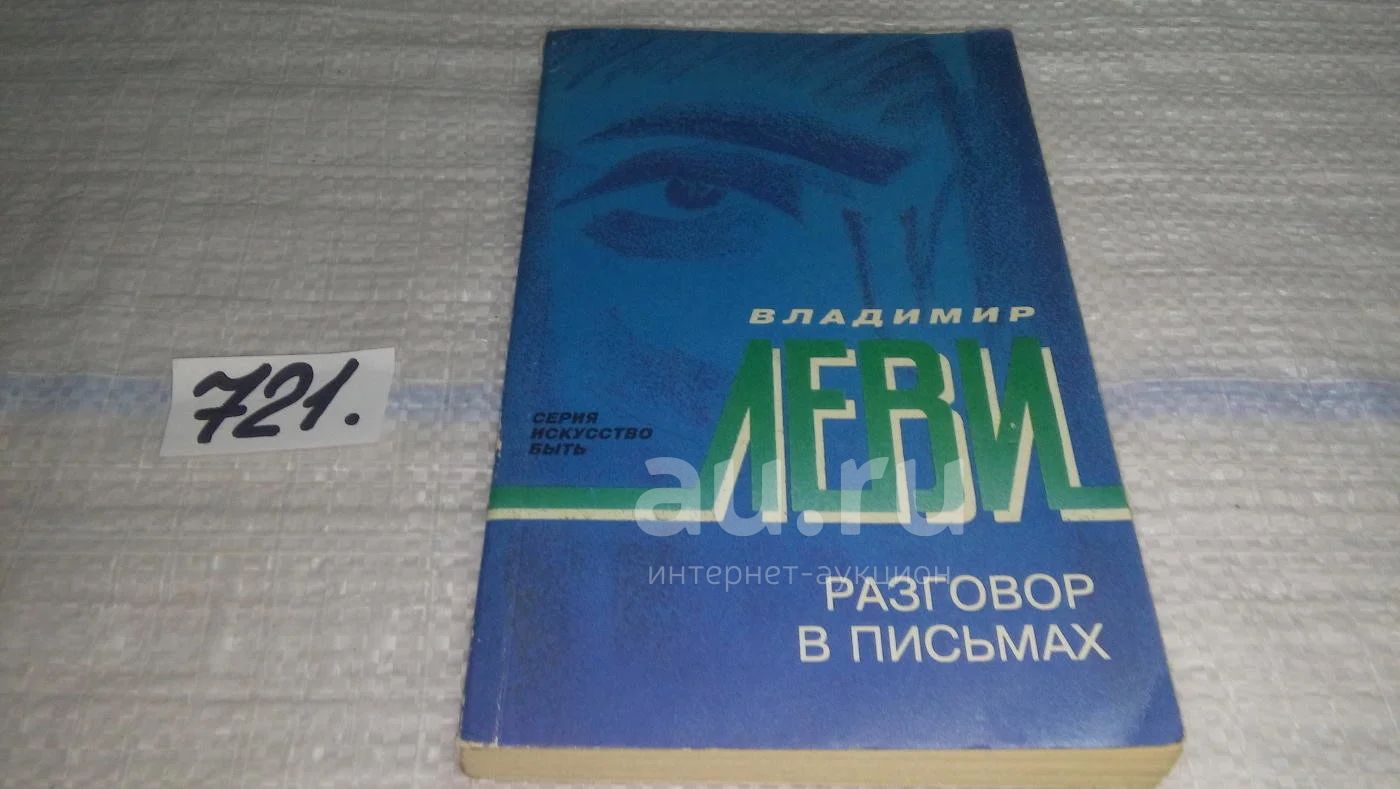 721.
ВЛАДИМИР
ЛЕВИ
СЕРИЯ
ИСКУССТВО
БЫТЬ
au.ru
интернет-аукцион
РАЗГОВОР
В ПИСЬМАХ